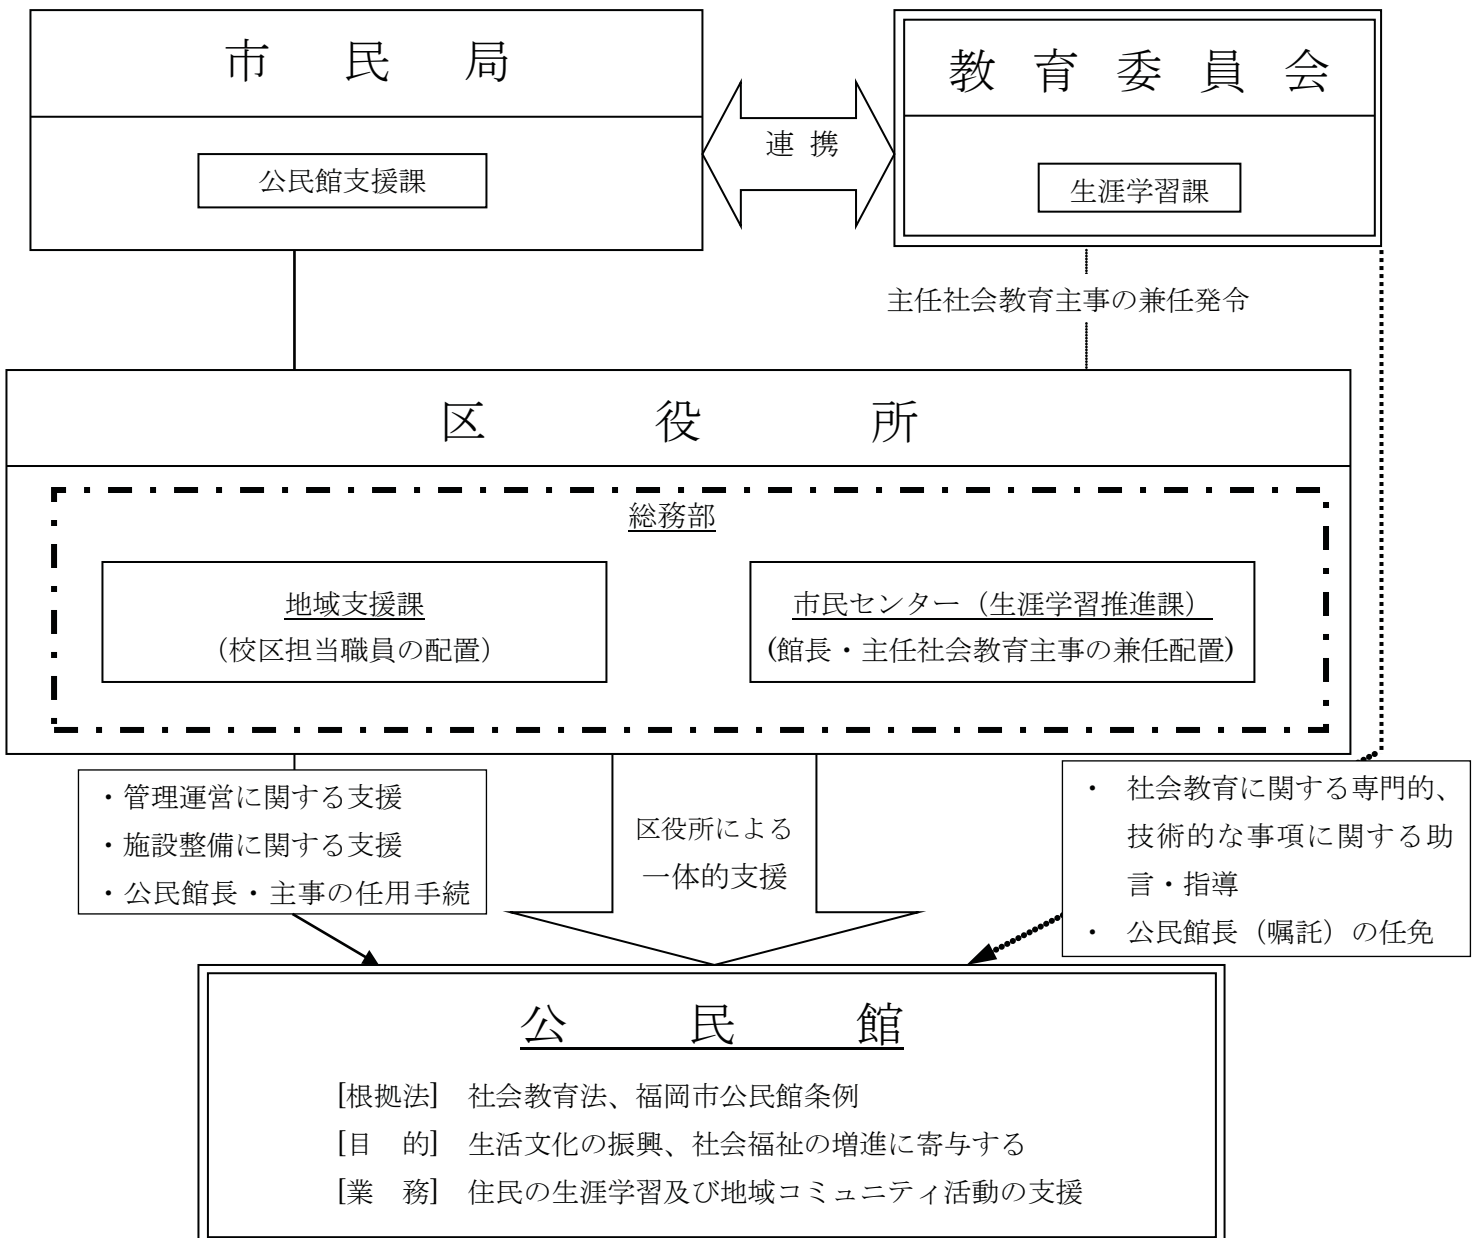 市民局
教育委員会
連携
公民館支援課
生涯学習課
主任社会教育主事の兼任発令
区役所
総務部
地域支援課
（校区担当職員の配置）
市民センター（生涯学習推進課）
(館長・主任社会教育主事の兼任配置)
・管理運営に関する支援
・施設整備に関する支援
・公民館長・主事の任用手続
区役所による
一体的支援
・ 社会教育に関する専門的、
技術的な事項に関する助
言・指導
・ 公民館長（嘱託）の任免
公民館
[根拠法] 社会教育法、福岡市公民館条例
[目　的] 生活文化の振興、社会福祉の増進に寄与する
[業　務] 住民の生涯学習及び地域コミュニティ活動の支援